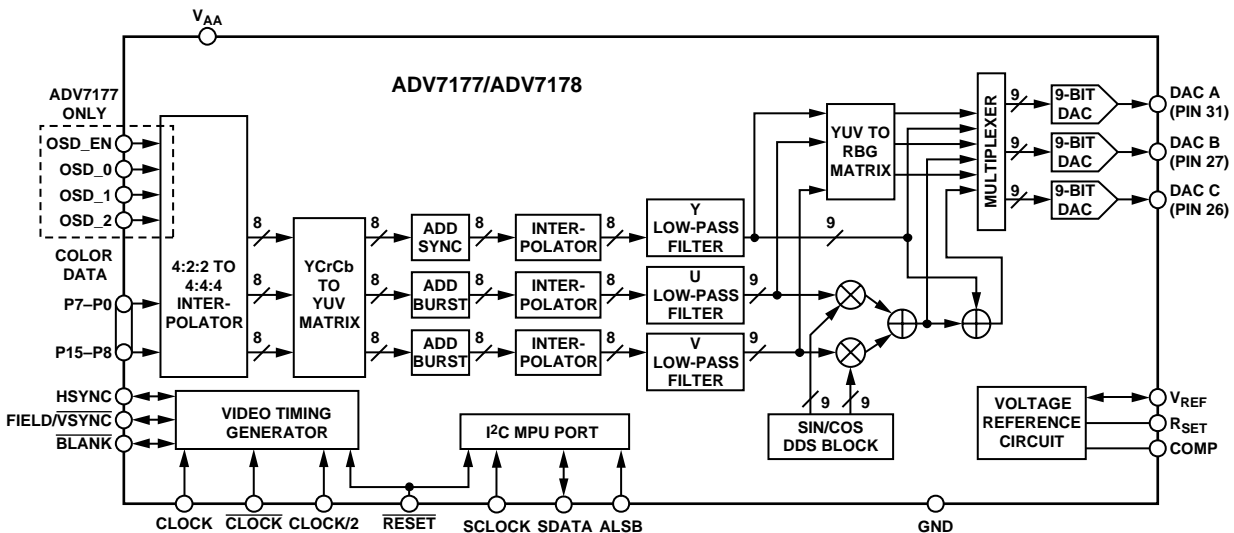 V_AA
ADV7177/ADV7178
ADV7177
ONLY
OSD_EN
OSD_0
OSD_1
OSD_2
COLOR
DATA
P7–P0
P15–P8
4:2:2 TO
4:4:4
INTER-
POLATOR
8
8
8
YCrCb
TO
YUV
MATRIX
8
8
8
ADD
SYNC
ADD
BURST
ADD
BURST
8
8
8
INTER-
POLATOR
INTER-
POLATOR
INTER-
POLATOR
8
8
8
Y
LOW-PASS
FILTER
U
LOW-PASS
FILTER
V
LOW-PASS
FILTER
9
9
9
YUV TO
RBG
MATRIX
MULTIPLEXER
9
9
9
9-BIT
DAC
9-BIT
DAC
9-BIT
DAC
DAC A
(PIN 31)
DAC B
(PIN 27)
DAC C
(PIN 26)
9
9
SIN/COS
DDS BLOCK
HSYNC
FIELD/VSYNC
BLANK
VIDEO TIMING
GENERATOR
I2C MPU PORT
VOLTAGE
REFERENCE
CIRCUIT
V_REF
R_SET
COMP
CLOCK
CLOCK
CLOCK/2
RESET
SCLOCK
SDATA
ALSB
GND